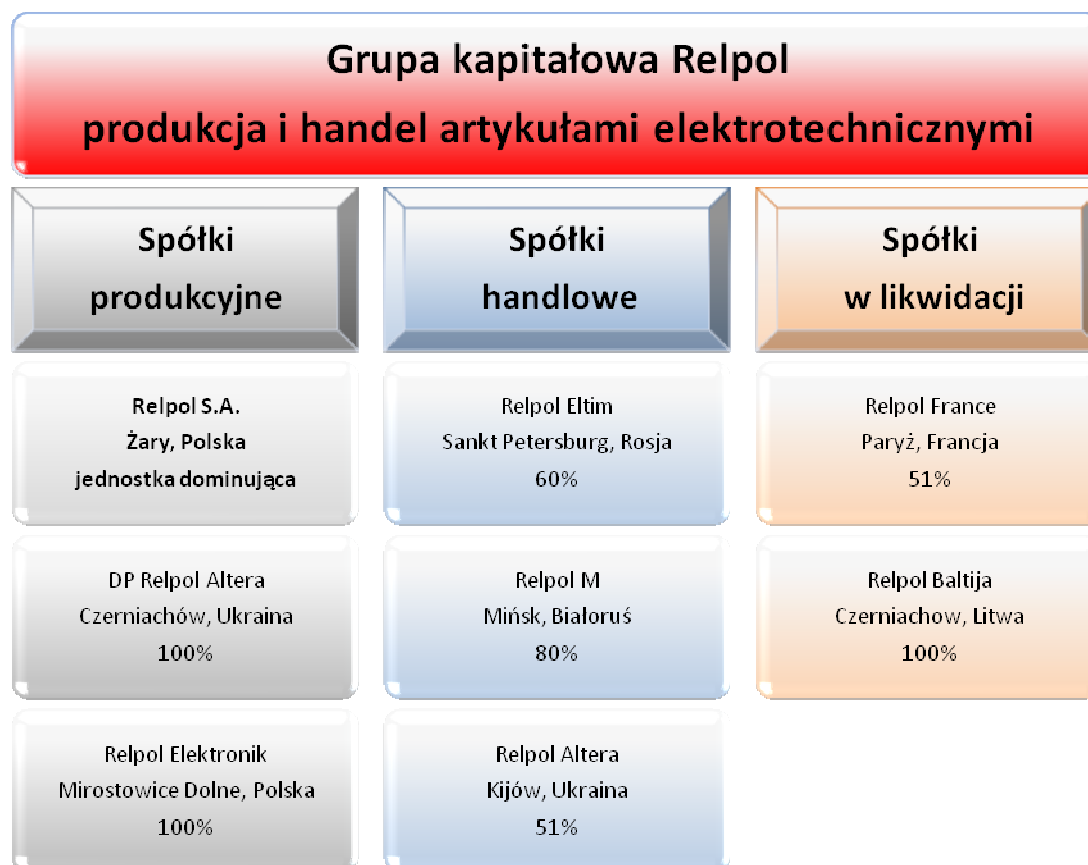 Grupa kapitałowa Relpol
produkcja i handel artykułami elektrotechnicznymi
Spółki
produkcyjne
Relpol S.A.
Żary, Polska
jednostka dominująca
DP Relpol Altera
Czerniachów, Ukraina
100%
Relpol Elektronik
Mirostowice Dolne, Polska
100%
Spółki
handlowe
Relpol Eltim
Sankt Petersburg, Rosja
60%
Relpol M
Mińsk, Białoruś
80%
Relpol Altera
Kijów, Ukraina
51%
Spółki
w likwidacji
Relpol France
Paryż, Francja
51%
Relpol Baltija
Czerniachow, Litwa
100%